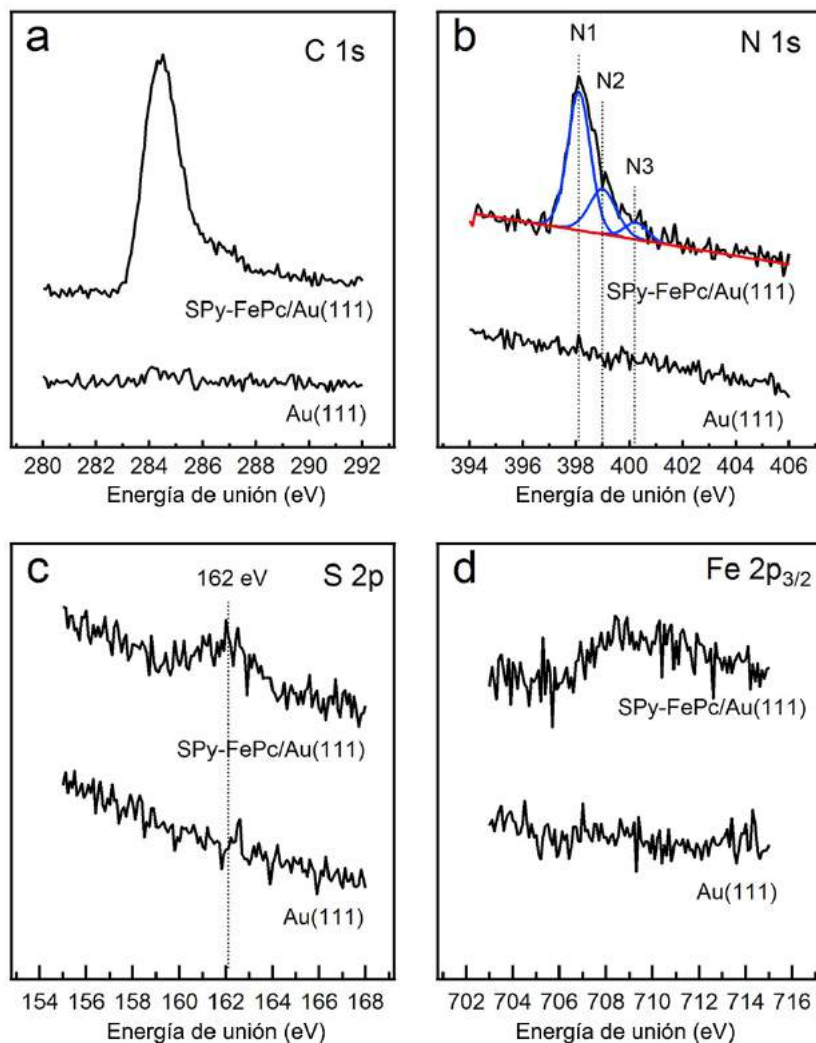 a
C 1s
SPy-FePc/Au(111)
Au(111)
280 282 284 286 288 290 292
Energía de unión (eV)
b
N 1s
N1
N2
N3
SPy-FePc/Au(111)
Au(111)
394 396 398 400 402 404 406
Energía de unión (eV)
c
S 2p
162 eV
SPy-FePc/Au(111)
Au(111)
154 156 158 160 162 164 166 168
Energía de unión (eV)
d
Fe 2p3/2
SPy-FePc/Au(111)
Au(111)
702 704 706 708 710 712 714 716
Energía de unión (eV)